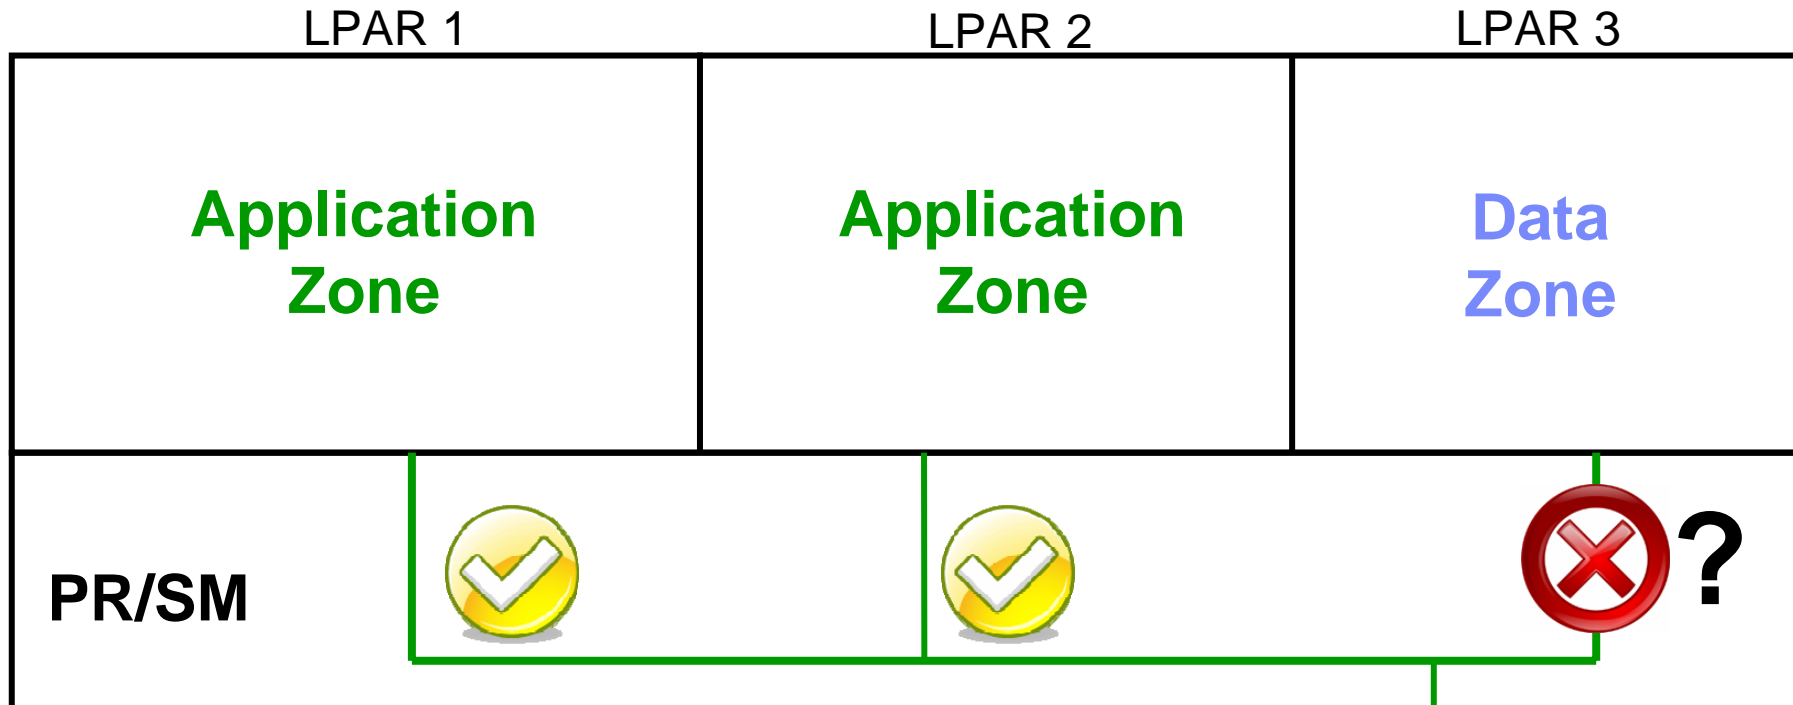 LPAR 1
LPAR 2
LPAR 3
Application
Zone
Application
Zone
Data
Zone
PR/SM
?